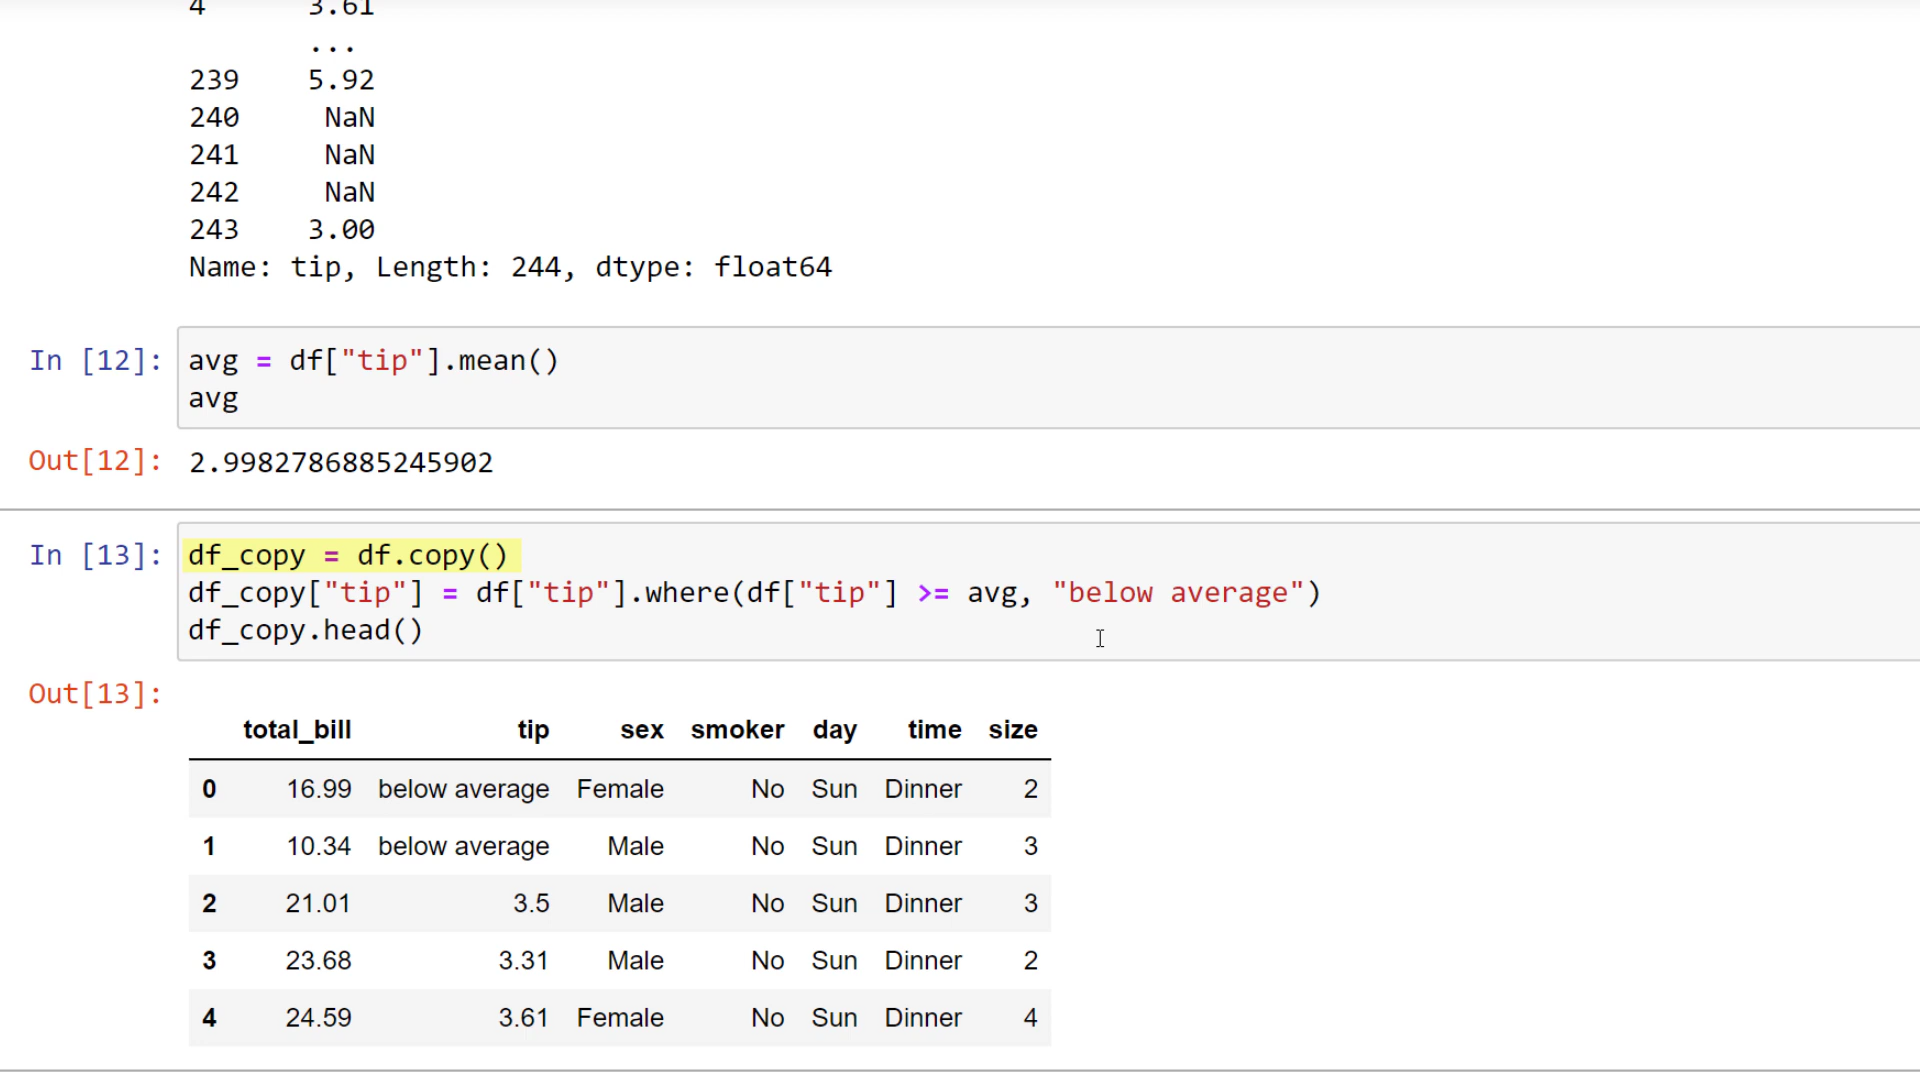 4 3.61
...
239 5.92
240 NaN
241 NaN
242 NaN
243 3.00
Name: tip, Length: 244, dtype: float64
In [12]: avg = df["tip"].mean()
avg
Out[12]: 2.9982786885245902
In [13]: df_copy = df.copy()
df_copy["tip"] = df["tip"].where(df["tip"] >= avg, "below average")
df_copy.head()
Out[13]:
total_bill tip sex smoker day time size
0 16.99 below average Female No Sun Dinner 2
1 10.34 below average Male No Sun Dinner 3
2 21.01 3.5 Male No Sun Dinner 3
3 23.68 3.31 Male No Sun Dinner 2
4 24.59 3.61 Female No Sun Dinner 4